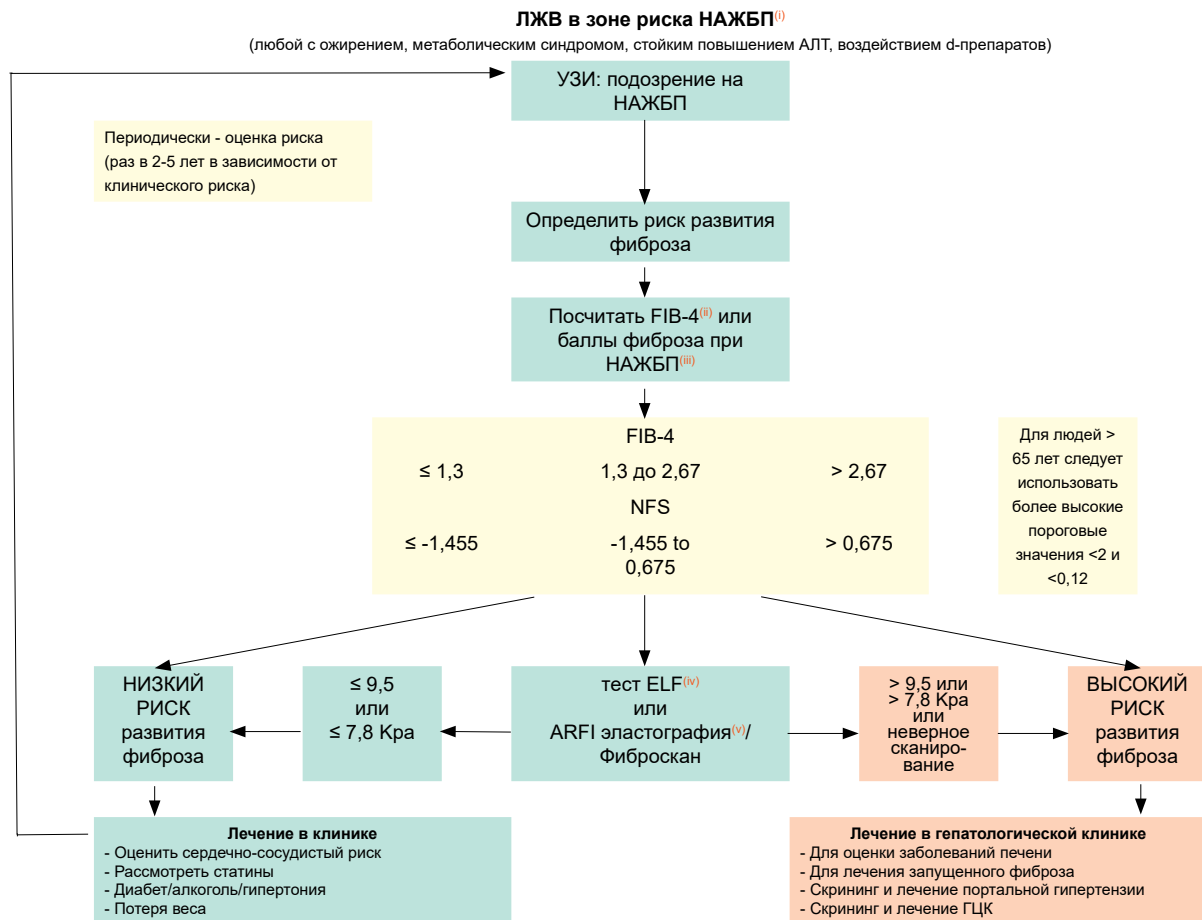 ЛЖВ в зоне риска НАЖБП(i)
(любой с ожирением, метаболическим синдромом, стойким повышением АЛТ, воздействием d-препаратов)
УЗИ: подозрение на
НАЖБП
Периодически - оценка риска
(раз в 2-5 лет в зависимости от
клинического риска)
Определить риск развития
фиброза
Посчитать FIB-4(ii) или
баллы фиброза при
НАЖБП(iii)
FIB-4
≤ 1,3 1,3 до 2,67 > 2,67
NFS
≤ -1,455 -1,455 to > 0,675
0,675
Для людей >
65 лет следует
использовать
более высокие
пороговые
значения <2 и
<0,12
НИЗКИЙ
РИСК
развития
фиброза
≤ 9,5
или
≤ 7,8 Kpa
тест ELF(iv)
или
ARFI эластография(v)/
Фиброскан
> 9,5 или
> 7,8 Kpa
или
неверное
сканиро-
вание
ВЫСОКИЙ
РИСК
развития
фиброза
Лечение в клинике
- Оценить сердечно-сосудистый риск
- Рассмотреть статины
- Диабет/алкоголь/гипертония
- Потеря веса
Лечение в гепатологической клинике
- Для оценки заболеваний печени
- Для лечения запущенного фиброза
- Скрининг и лечение портальной гипертензии
- Скрининг и лечение ГЦК